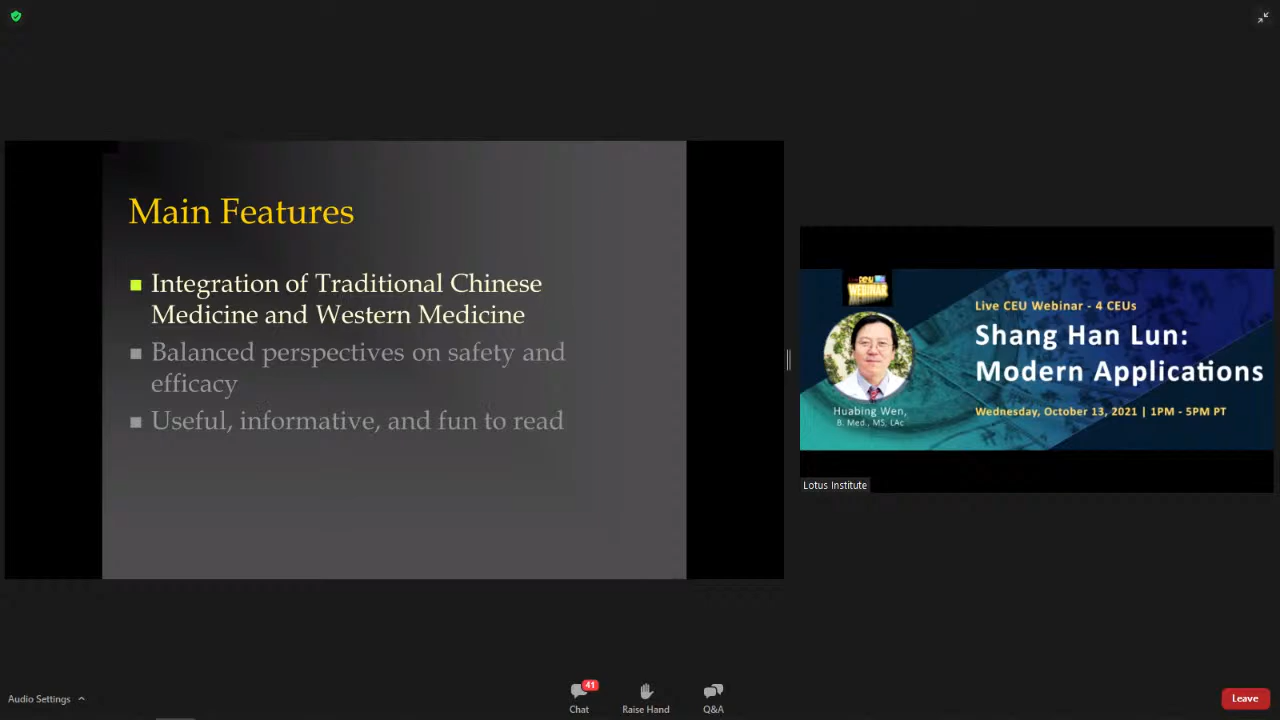 Main Features
Integration of Traditional Chinese
Medicine and Western Medicine
Balanced perspectives on safety and
efficacy
Useful, informative, and fun to read
WEBINAR
Live CEU Webinar - 4 CEUs
Shang Han Lun:
Modern Applications
Wednesday, October 13, 2021 | 1PM - 5PM PT
Huabing Wen,
B. Med., MS, LAc
Lotus Institute
Audio Settings
41
Chat
Raise Hand
Q&A
Leave